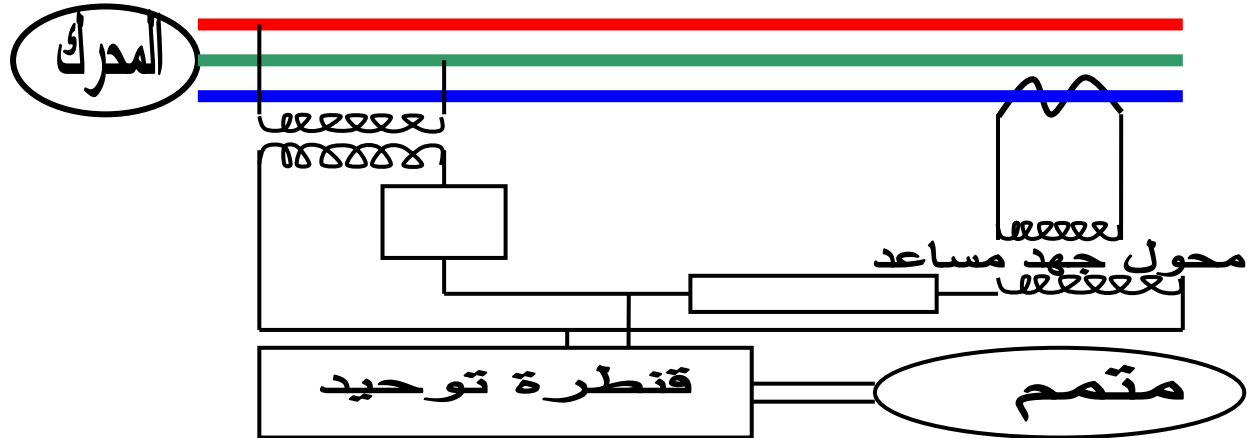 المحرك
محول جهد مساعد
قنطرة توحيد
متمم